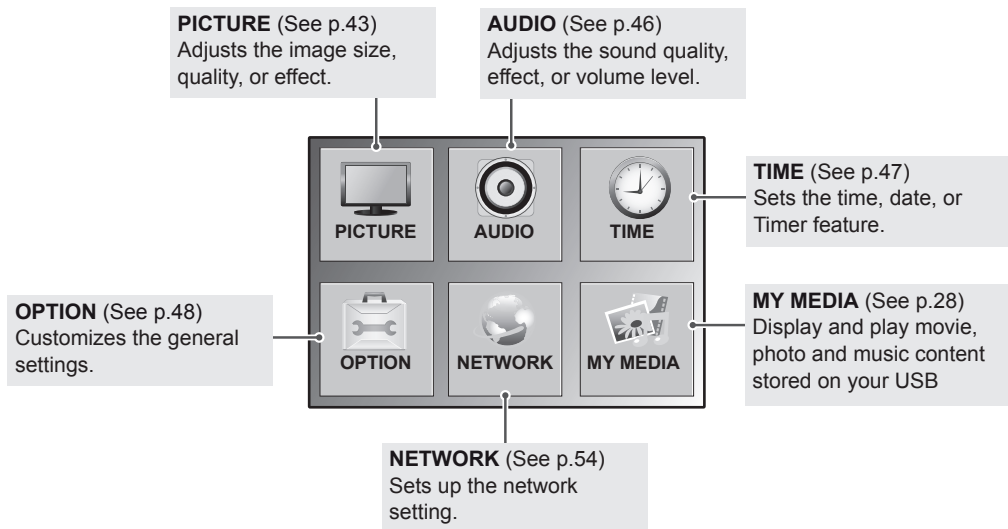 PICTURE (See p.43)
Adjusts the image size,
quality, or effect.
AUDIO (See p.46)
Adjusts the sound quality,
effect, or volume level.
PICTURE
AUDIO
TIME
TIME (See p.47)
Sets the time, date, or
Timer feature.
OPTION (See p.48)
Customizes the general
settings.
OPTION
NETWORK
MY MEDIA
MY MEDIA (See p.28)
Display and play movie,
photo and music content
stored on your USB
NETWORK (See p.54)
Sets up the network
setting.